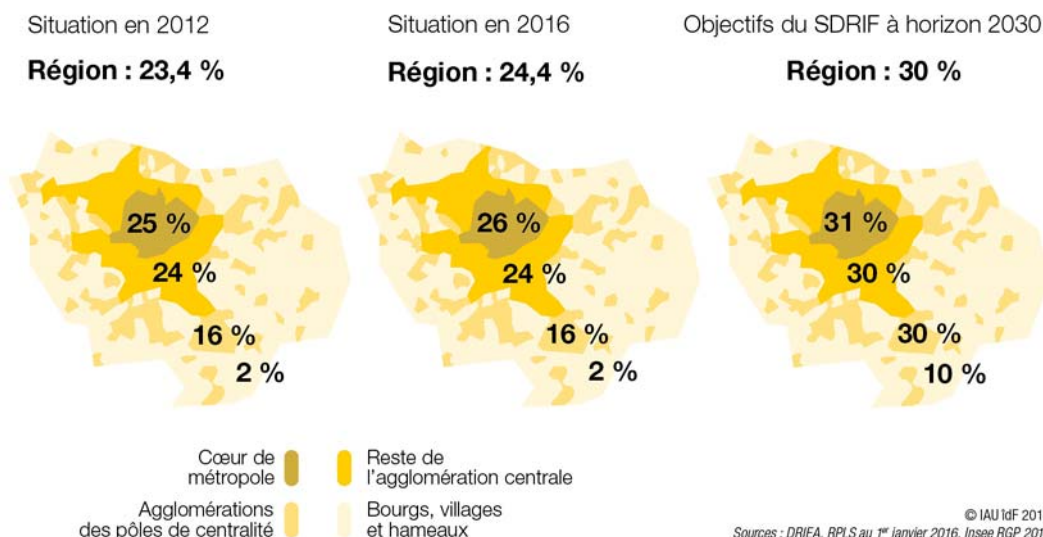 Situation en 2012
Région : 23,4 %
Situation en 2016
Région : 24,4 %
Objectifs du SDRIF à horizon 2030
Région : 30 %
25 %
24 %
16 %
2 %
26 %
24 %
16 %
2 %
31 %
30 %
30 %
10 %
Cœur de
métropole
Reste de
l'agglomération centrale
Agglomérations
des pôles de centralité
Bourgs, villages
et hameaux
© IAU îdF 201
Sources : DRIEA, RPLS au 1er janvier 2016, Insee RGP 201